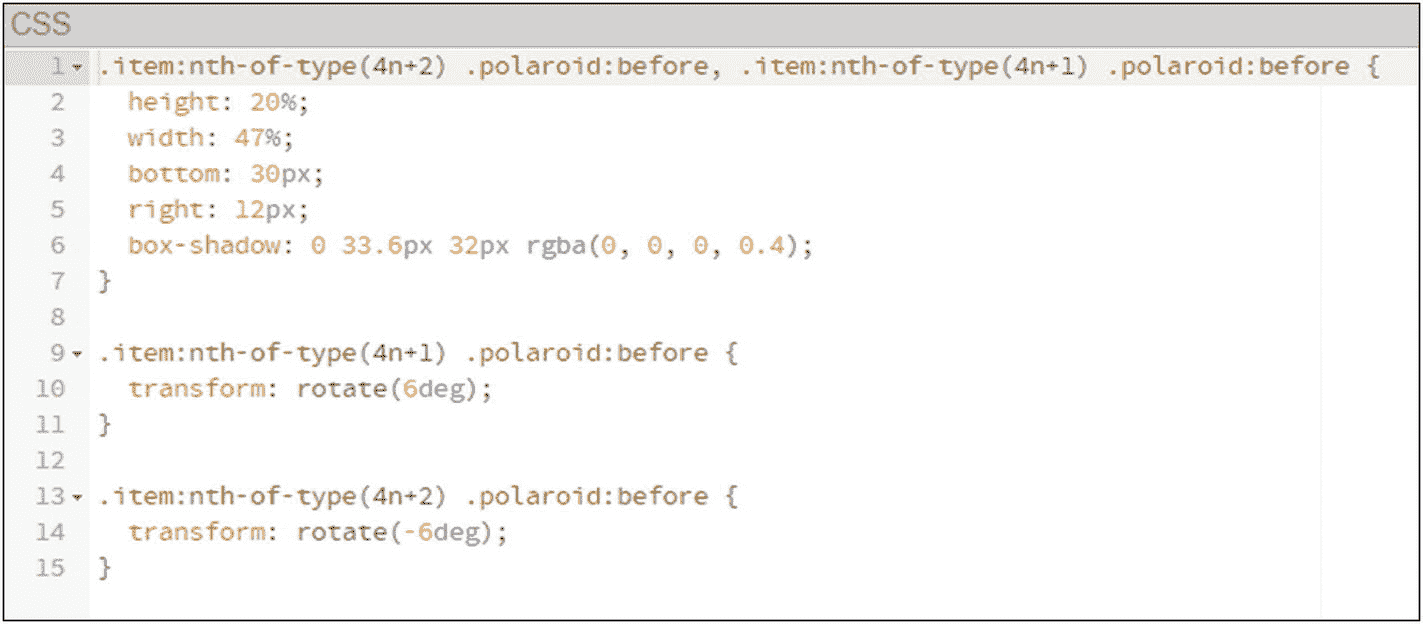 CSS
1 .item:nth-of-type(4n+2) .polaroid:before, .item:nth-of-type(4n+1) .polaroid:before {
2 height: 20%;
3 width: 47%;
4 bottom: 30px;
5 right: 12px;
6 box-shadow: 0 33.6px 32px rgba(0, 0, 0, 0.4);
7 }
8
9 .item:nth-of-type(4n+1) .polaroid:before {
10 transform: rotate(6deg);
11 }
12
13 .item:nth-of-type(4n+2) .polaroid:before {
14 transform: rotate(-6deg);
15 }